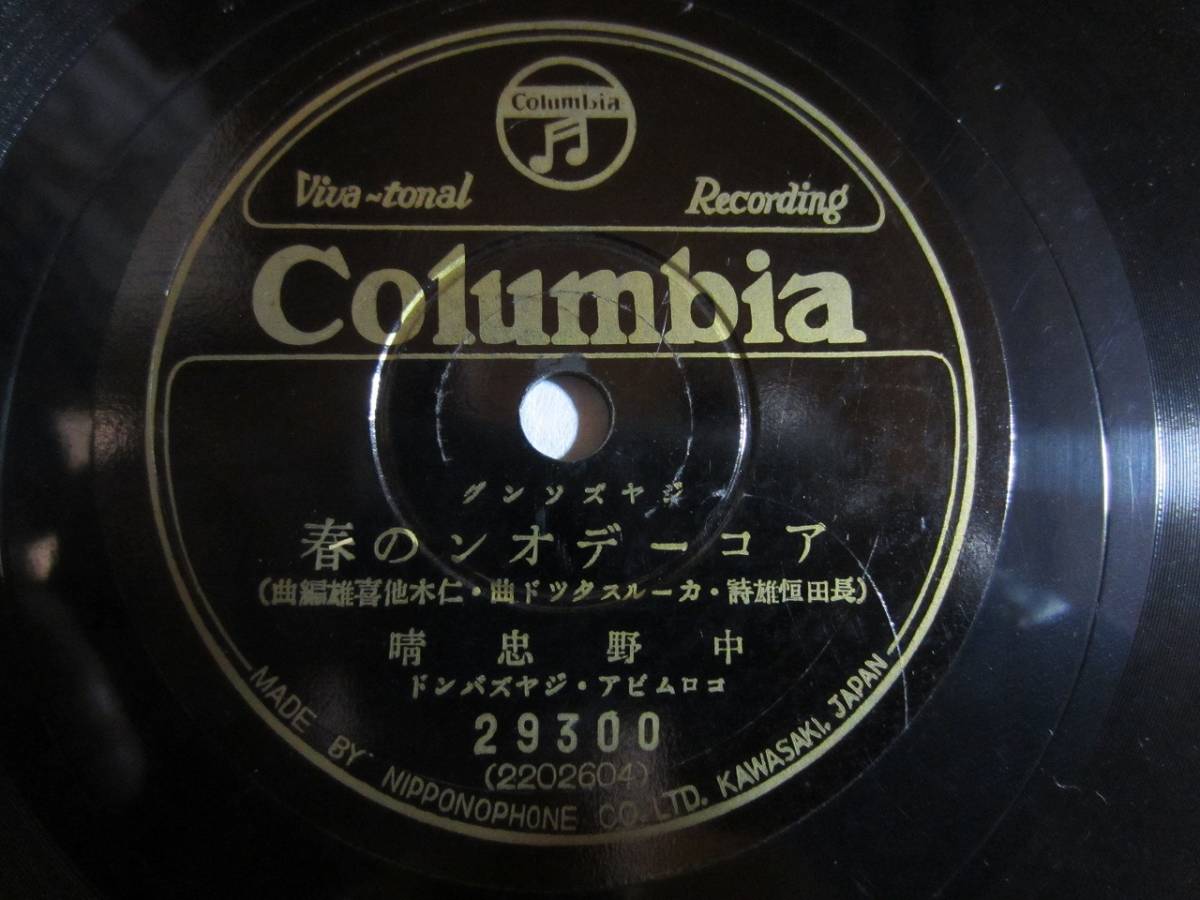 Columbia
Viva-tonal Recording
Columbia
ジヤズソング
アコーデオンの春
(長田恒雄詩・カールスタツド曲・仁木他喜雄編曲)
中野忠晴
コロムビア・ジヤズバンド
29300
(2202604)
MADE BY NIPPONOPHONE CO. LTD. KAWASAKI, JAPAN